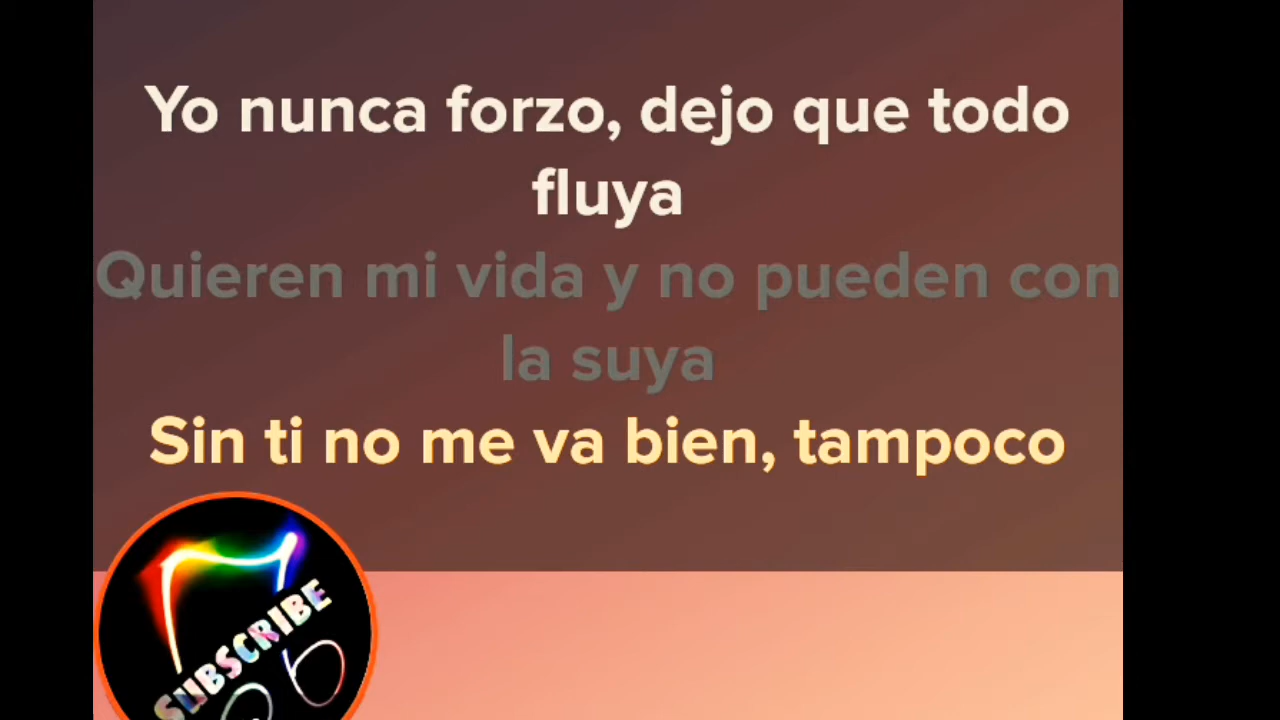 Yo nunca forzo, dejo que todo
fluya
Quieren mi vida y no pueden con
la suya
Sin ti no me va bien, tampoco
SUBSCRIBE